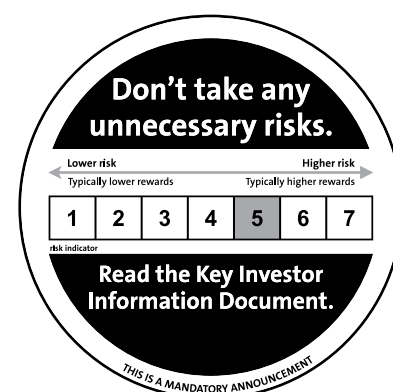 Don't take any
unnecessary risks.
Lower risk Higher risk
Typically lower rewards Typically higher rewards
1 2 3 4 5 6 7
risk indicator
Read the Key Investor
Information Document.
THIS IS A MANDATORY ANNOUNCEMENT